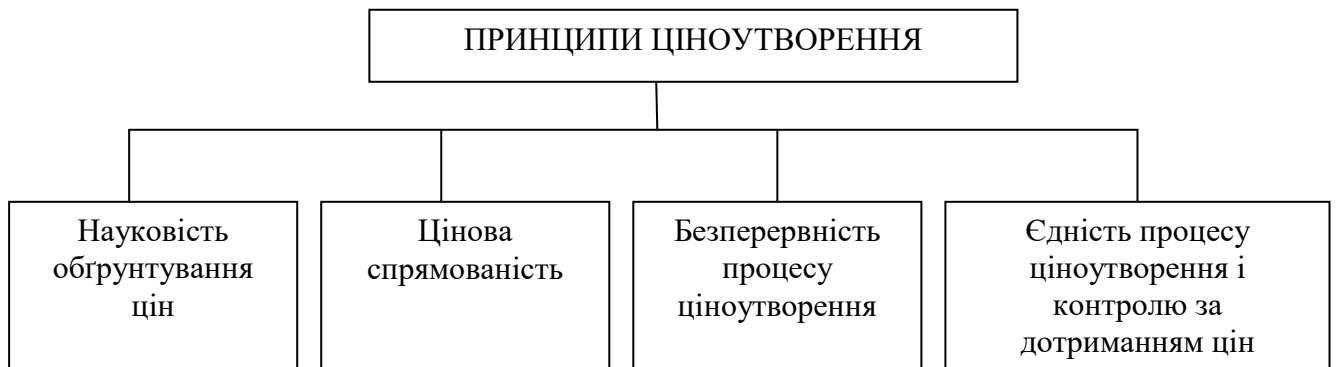 ПРИНЦИПИ ЦІНОУТВОРЕННЯ
Науковість
обґрунтування
цін
Цінова
спрямованість
Безперервність
процесу
ціноутворення
Єдність процесу
ціноутворення і
контролю за
дотриманням цін